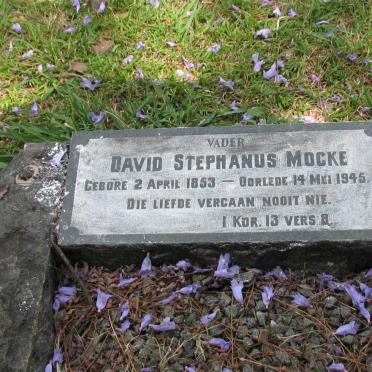 VADER
DAVID STEPHANUS MOCKE
GEBORE 2 APRIL 1853 — OORLEDE 14 MEI 1945.
DIE LIEFDE VERGAAN NOOIT NIE.
1 KOR. 13 VERS 8.